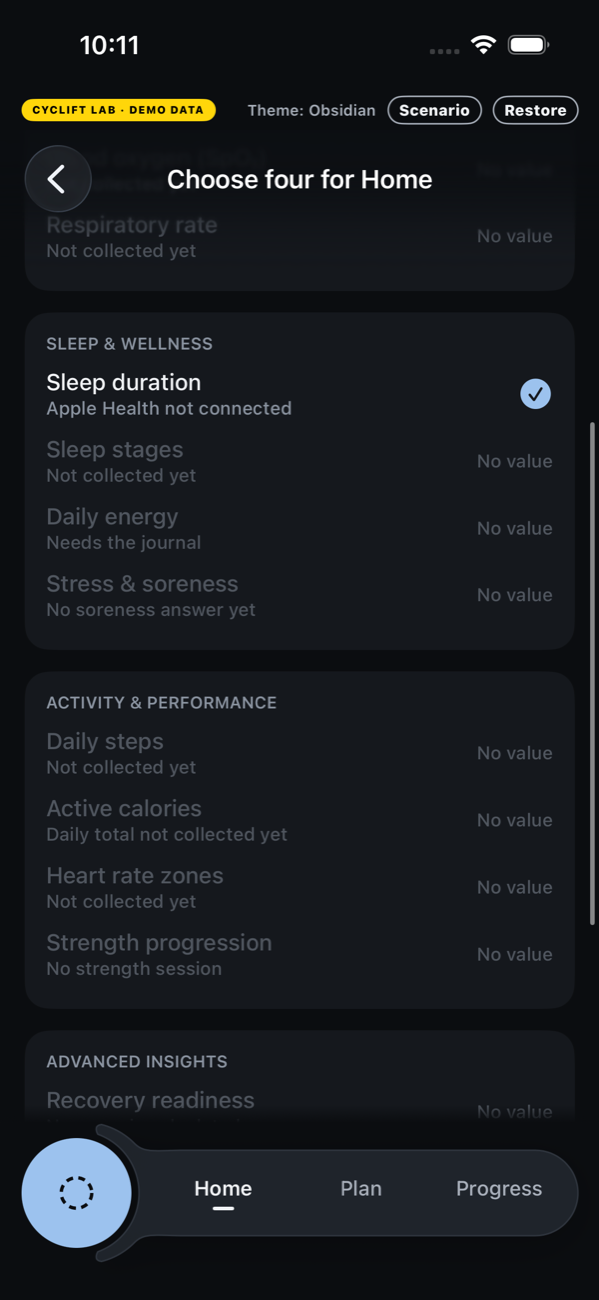 10:11
CYCLIFT LAB · DEMO DATA
Theme: Obsidian
Scenario
Restore
Choose four for Home
No value
Respiratory rate
Not collected yet
No value
SLEEP & WELLNESS
Sleep duration
Apple Health not connected
Sleep stages
Not collected yet
No value
Daily energy
Needs the journal
No value
Stress & soreness
No soreness answer yet
No value
ACTIVITY & PERFORMANCE
Daily steps
Not collected yet
No value
Active calories
Daily total not collected yet
No value
Heart rate zones
Not collected yet
No value
Strength progression
No strength session
No value
ADVANCED INSIGHTS
Recovery readiness
No value
Home
Plan
Progress